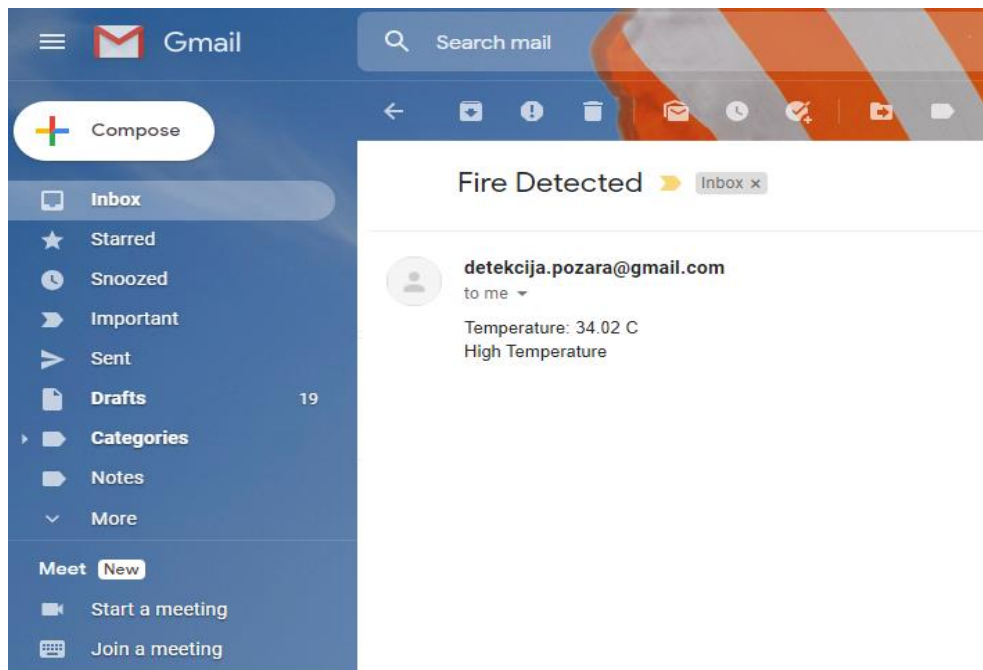 Gmail
Search mail
Compose
Inbox
Starred
Snoozed
Important
Sent
Drafts 19
Categories
Notes
More
Meet New
Start a meeting
Join a meeting
Fire Detected Inbox x
detekcija.pozara@gmail.com
to me
Temperature: 34.02 C
High Temperature